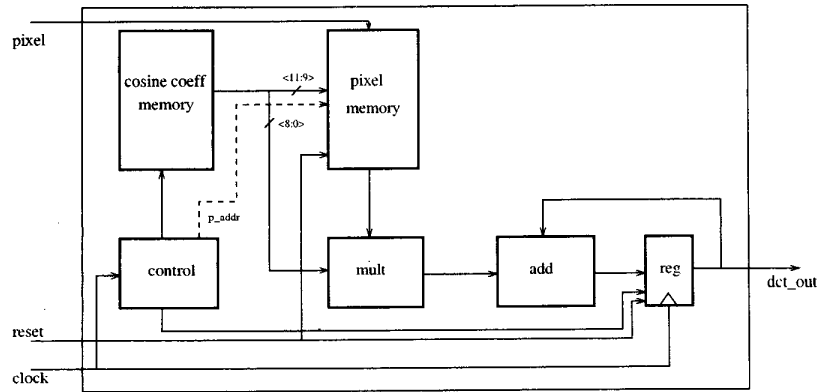 pixel
cosine coeff
memory
<11:9>
pixel
memory
<8:0>
p_addr
control
mult
add
reg
dct_out
reset
clock